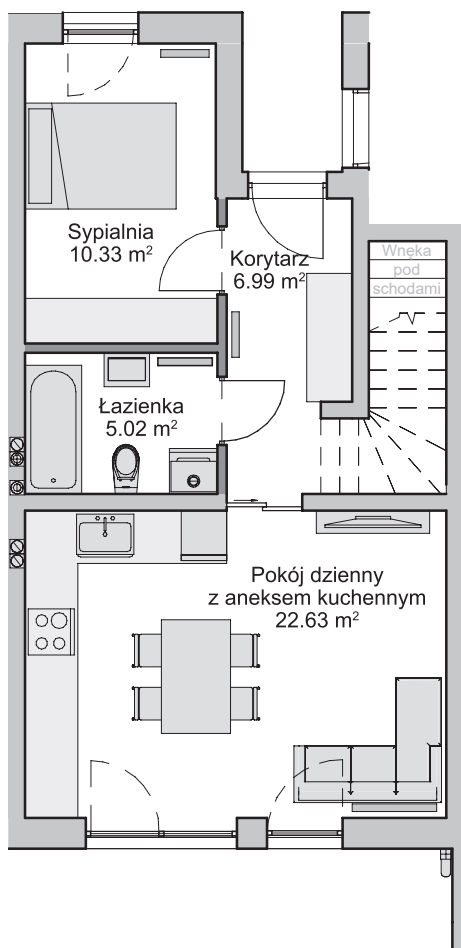 Sypialnia
10.33 m²
Korytarz
6.99 m²
Wnęka
pod
schodami
Łazienka
5.02 m²
Pokój dzienny
z aneksem kuchennym
22.63 m²